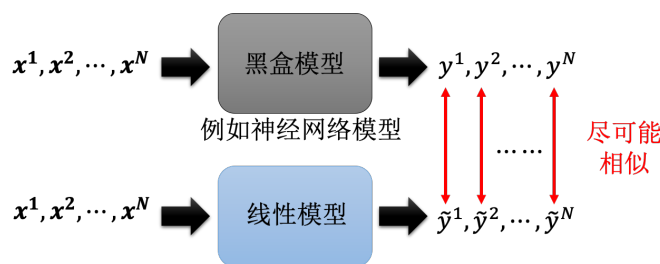 x¹, x², ⋯, xᴺ
黑盒模型
y¹, y², ⋯, yᴺ
例如神经网络模型
……
尽可能
相似
x¹, x², ⋯, xᴺ
线性模型
ỹ¹, ỹ², ⋯, ỹᴺ